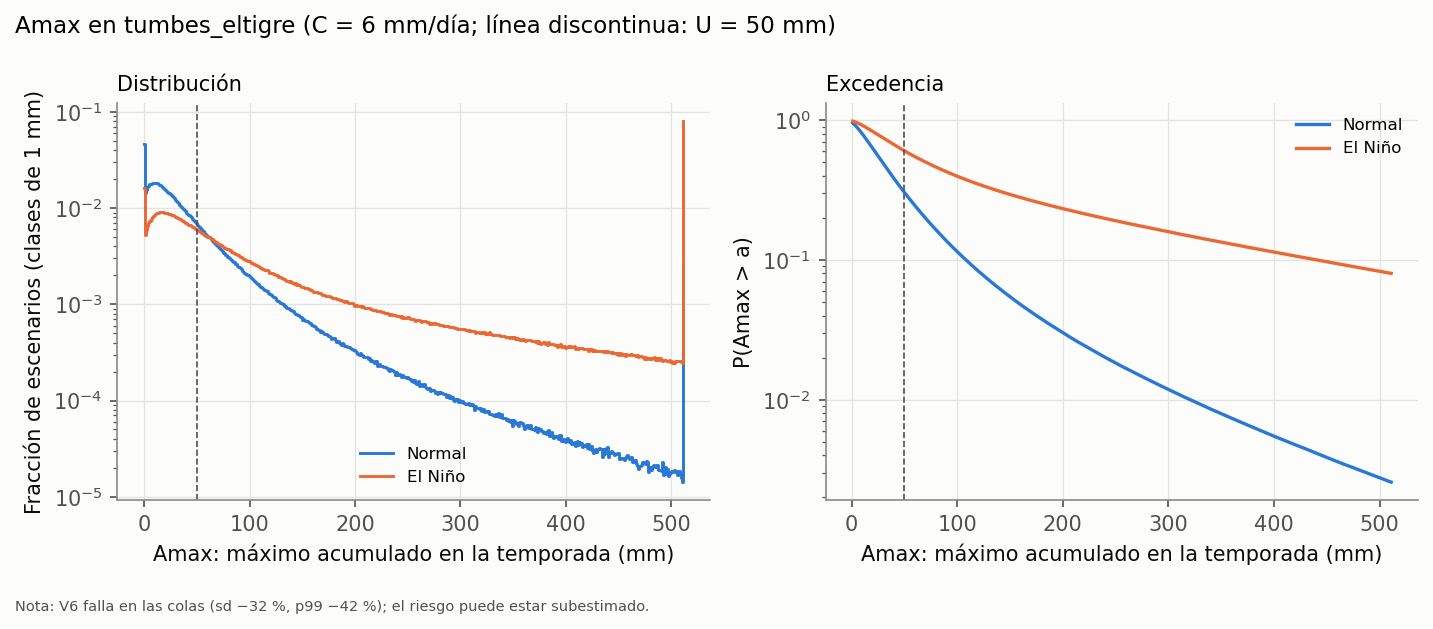 Amax en tumbes_eltigre (C = 6 mm/día; línea discontinua: U = 50 mm)
Distribución
Fracción de escenarios (clases de 1 mm)
10⁻¹
10⁻²
10⁻³
10⁻⁴
10⁻⁵
Normal
El Niño
0 100 200 300 400 500
Amax: máximo acumulado en la temporada (mm)
Excedencia
P(Amax > a)
10⁰
10⁻¹
10⁻²
Normal
El Niño
0 100 200 300 400 500
Amax: máximo acumulado en la temporada (mm)
Nota: V6 falla en las colas (sd −32 %, p99 −42 %); el riesgo puede estar subestimado.